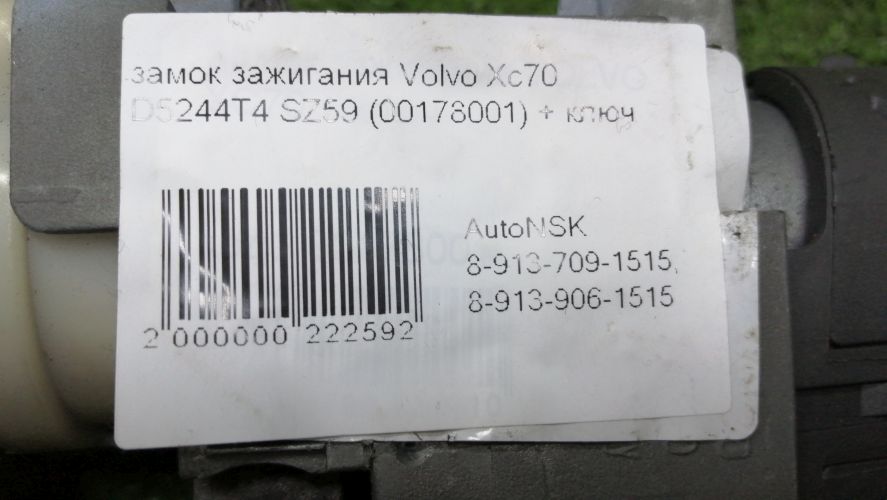 замок зажигания Volvo Xc70
D5244T4 SZ59 (00178001) + ключ
AutoNSK
8-913-709-1515,
8-913-906-1515
2 000000 222592